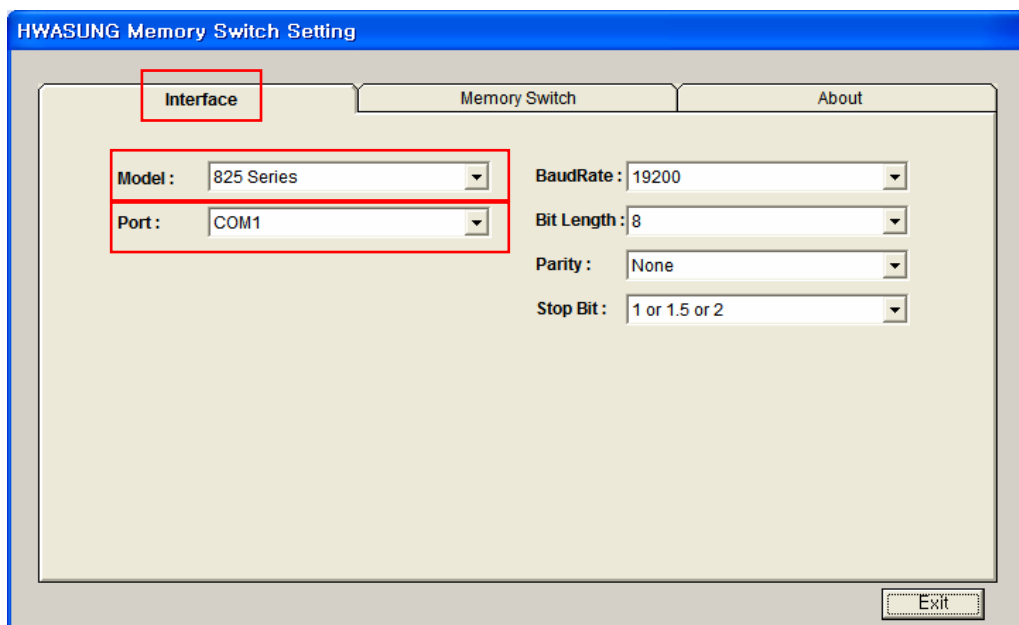 HWASUNG Memory Switch Setting
Interface Memory Switch About
Model : 825 Series BaudRate : 19200
Port : COM1 Bit Length : 8
Parity : None
Stop Bit : 1 or 1.5 or 2
Exit